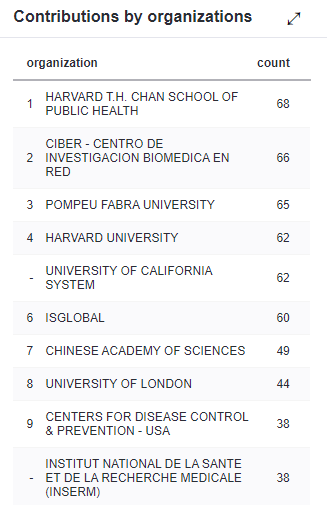 Contributions by organizations
organization count
1 HARVARD T.H. CHAN SCHOOL OF
PUBLIC HEALTH 68
2 CIBER - CENTRO DE
INVESTIGACION BIOMEDICA EN
RED 66
3 POMPEU FABRA UNIVERSITY 65
4 HARVARD UNIVERSITY 62
- UNIVERSITY OF CALIFORNIA
SYSTEM 62
6 ISGLOBAL 60
7 CHINESE ACADEMY OF SCIENCES 49
8 UNIVERSITY OF LONDON 44
9 CENTERS FOR DISEASE CONTROL
& PREVENTION - USA 38
- INSTITUT NATIONAL DE LA SANTE
ET DE LA RECHERCHE MEDICALE
(INSERM) 38